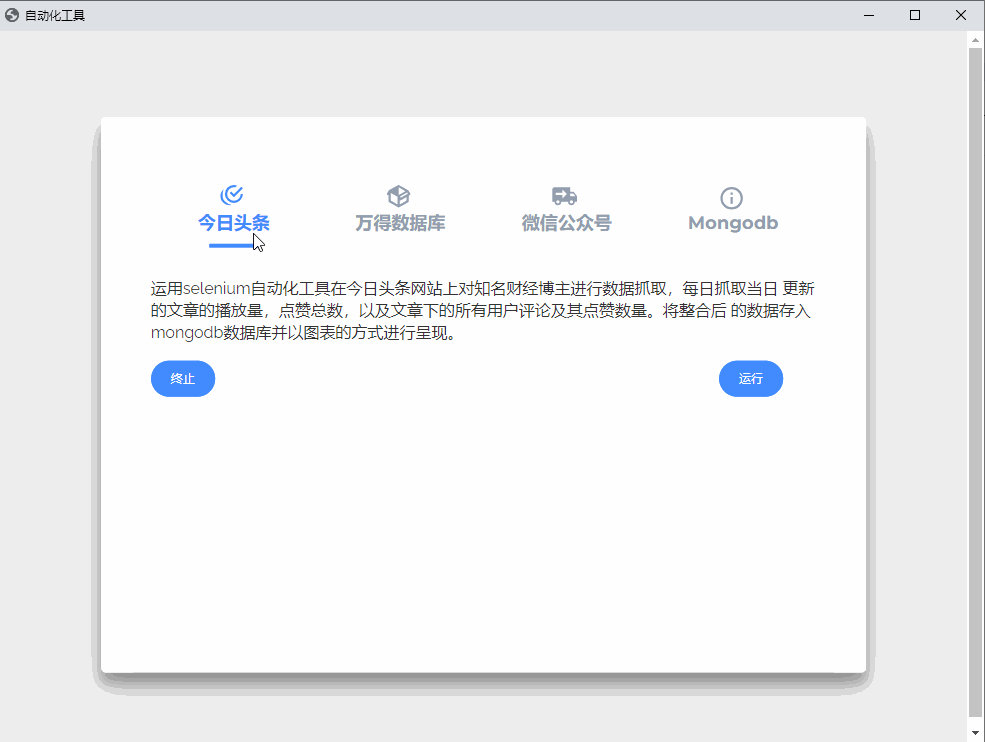 自动化工具
今日头条
万得数据库
微信公众号
Mongodb
运用selenium自动化工具在今日头条网站上对知名财经博主进行数据抓取，每日抓取当日 更新
的文章的播放量，点赞总数，以及文章下的所有用户评论及其点赞数量。将整合后 的数据存入
mongodb数据库并以图表的方式进行呈现。
终止
运行